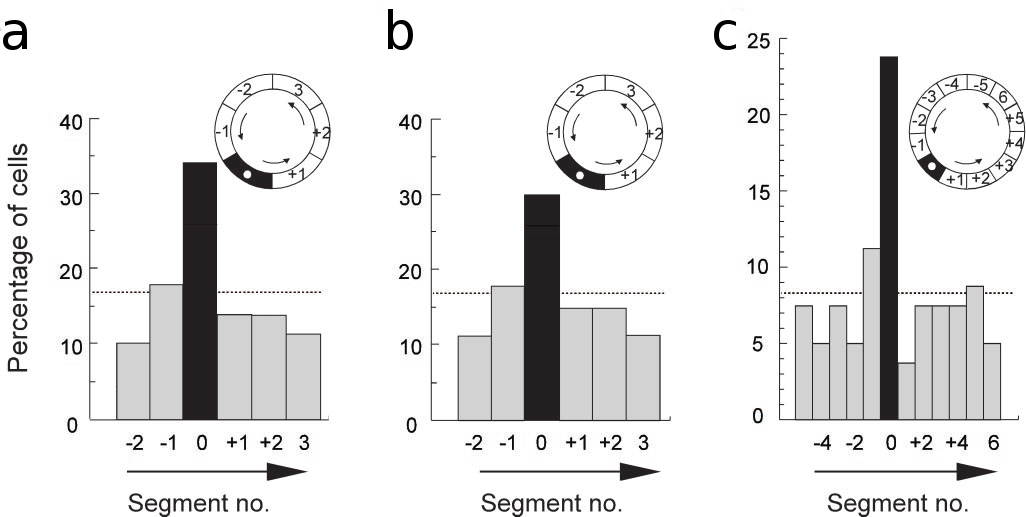 a
Percentage of cells
40
30
20
10
0
-2 -1 0 +1 +2 3
Segment no.
-2 3
-1 +2
+1
b
40
30
20
10
0
-2 -1 0 +1 +2 3
Segment no.
-2 3
-1 +2
+1
c
25
20
15
10
5
0
-4 -2 0 +2 +4 6
Segment no.
-4 -5
-3 6
-2 +5
-1 +4
+1 +2 +3